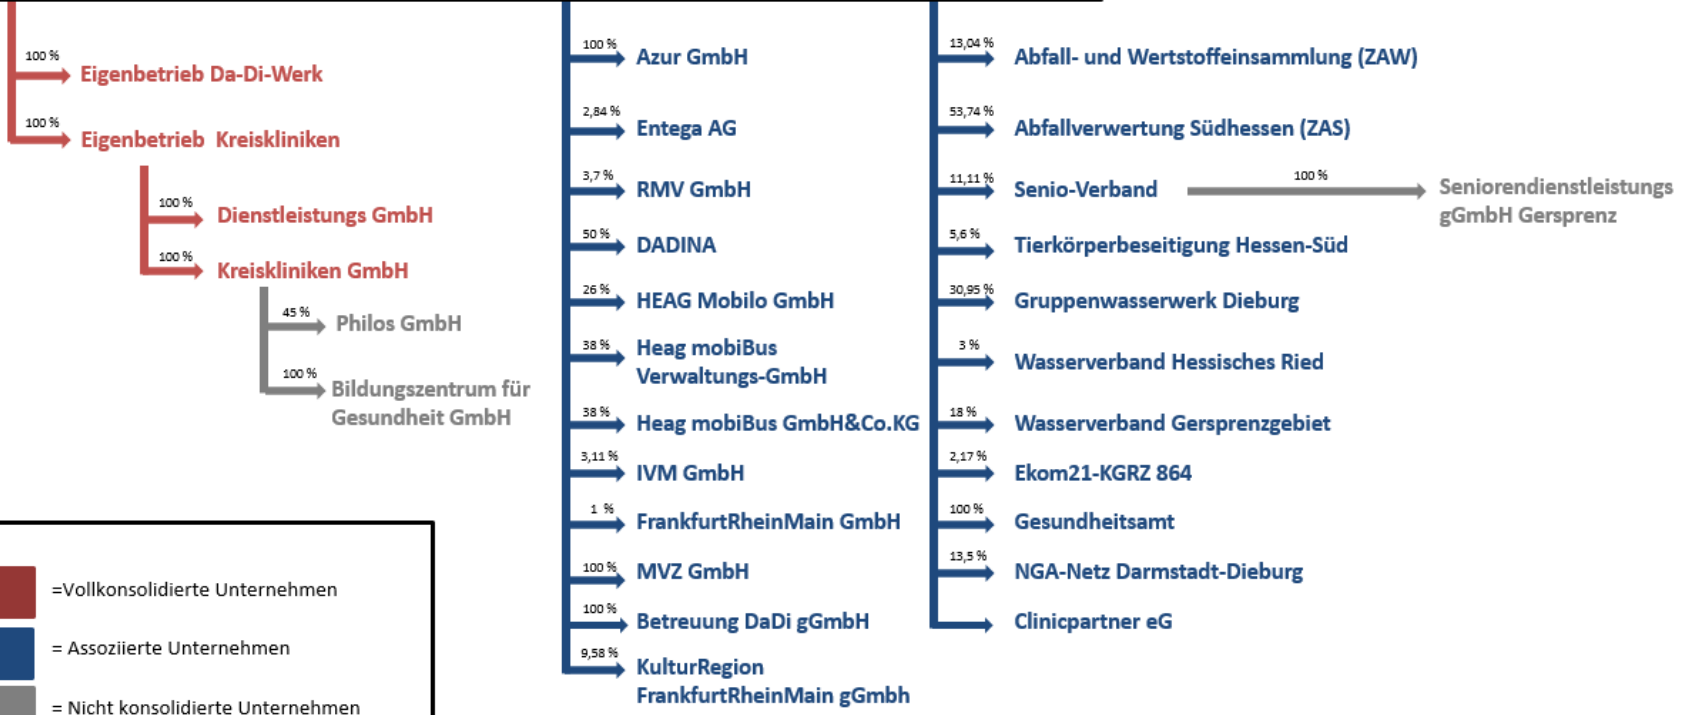 100 %
Eigenbetrieb Da-Di-Werk
100 %
Eigenbetrieb Kreiskliniken
100 %
Dienstleistungs GmbH
100 %
Kreiskliniken GmbH
45 %
Philos GmbH
100 %
Bildungszentrum für
Gesundheit GmbH
=Vollkonsolidierte Unternehmen
= Assoziierte Unternehmen
= Nicht konsolidierte Unternehmen
100 %
Azur GmbH
2,84 %
Entega AG
3,7 %
RMV GmbH
50 %
DADINA
26 %
HEAG Mobilo GmbH
38 %
Heag mobiBus
Verwaltungs-GmbH
38 %
Heag mobiBus GmbH&Co.KG
3,11 %
IVM GmbH
1 %
FrankfurtRheinMain GmbH
100 %
MVZ GmbH
100 %
Betreuung DaDi gGmbH
9,58 %
KulturRegion
FrankfurtRheinMain gGmbh
13,04 %
Abfall- und Wertstoffeinsammlung (ZAW)
53,74 %
Abfallverwertung Südhessen (ZAS)
11,11 %
Senio-Verband
100 %
Seniorendienstleistungs
gGmbH Gersprenz
5,6 %
Tierkörperbeseitigung Hessen-Süd
30,95 %
Gruppenwasserwerk Dieburg
3 %
Wasserverband Hessisches Ried
18 %
Wasserverband Gersprenzgebiet
2,17 %
Ekom21-KGRZ 864
100 %
Gesundheitsamt
13,5 %
NGA-Netz Darmstadt-Dieburg
Clinicpartner eG